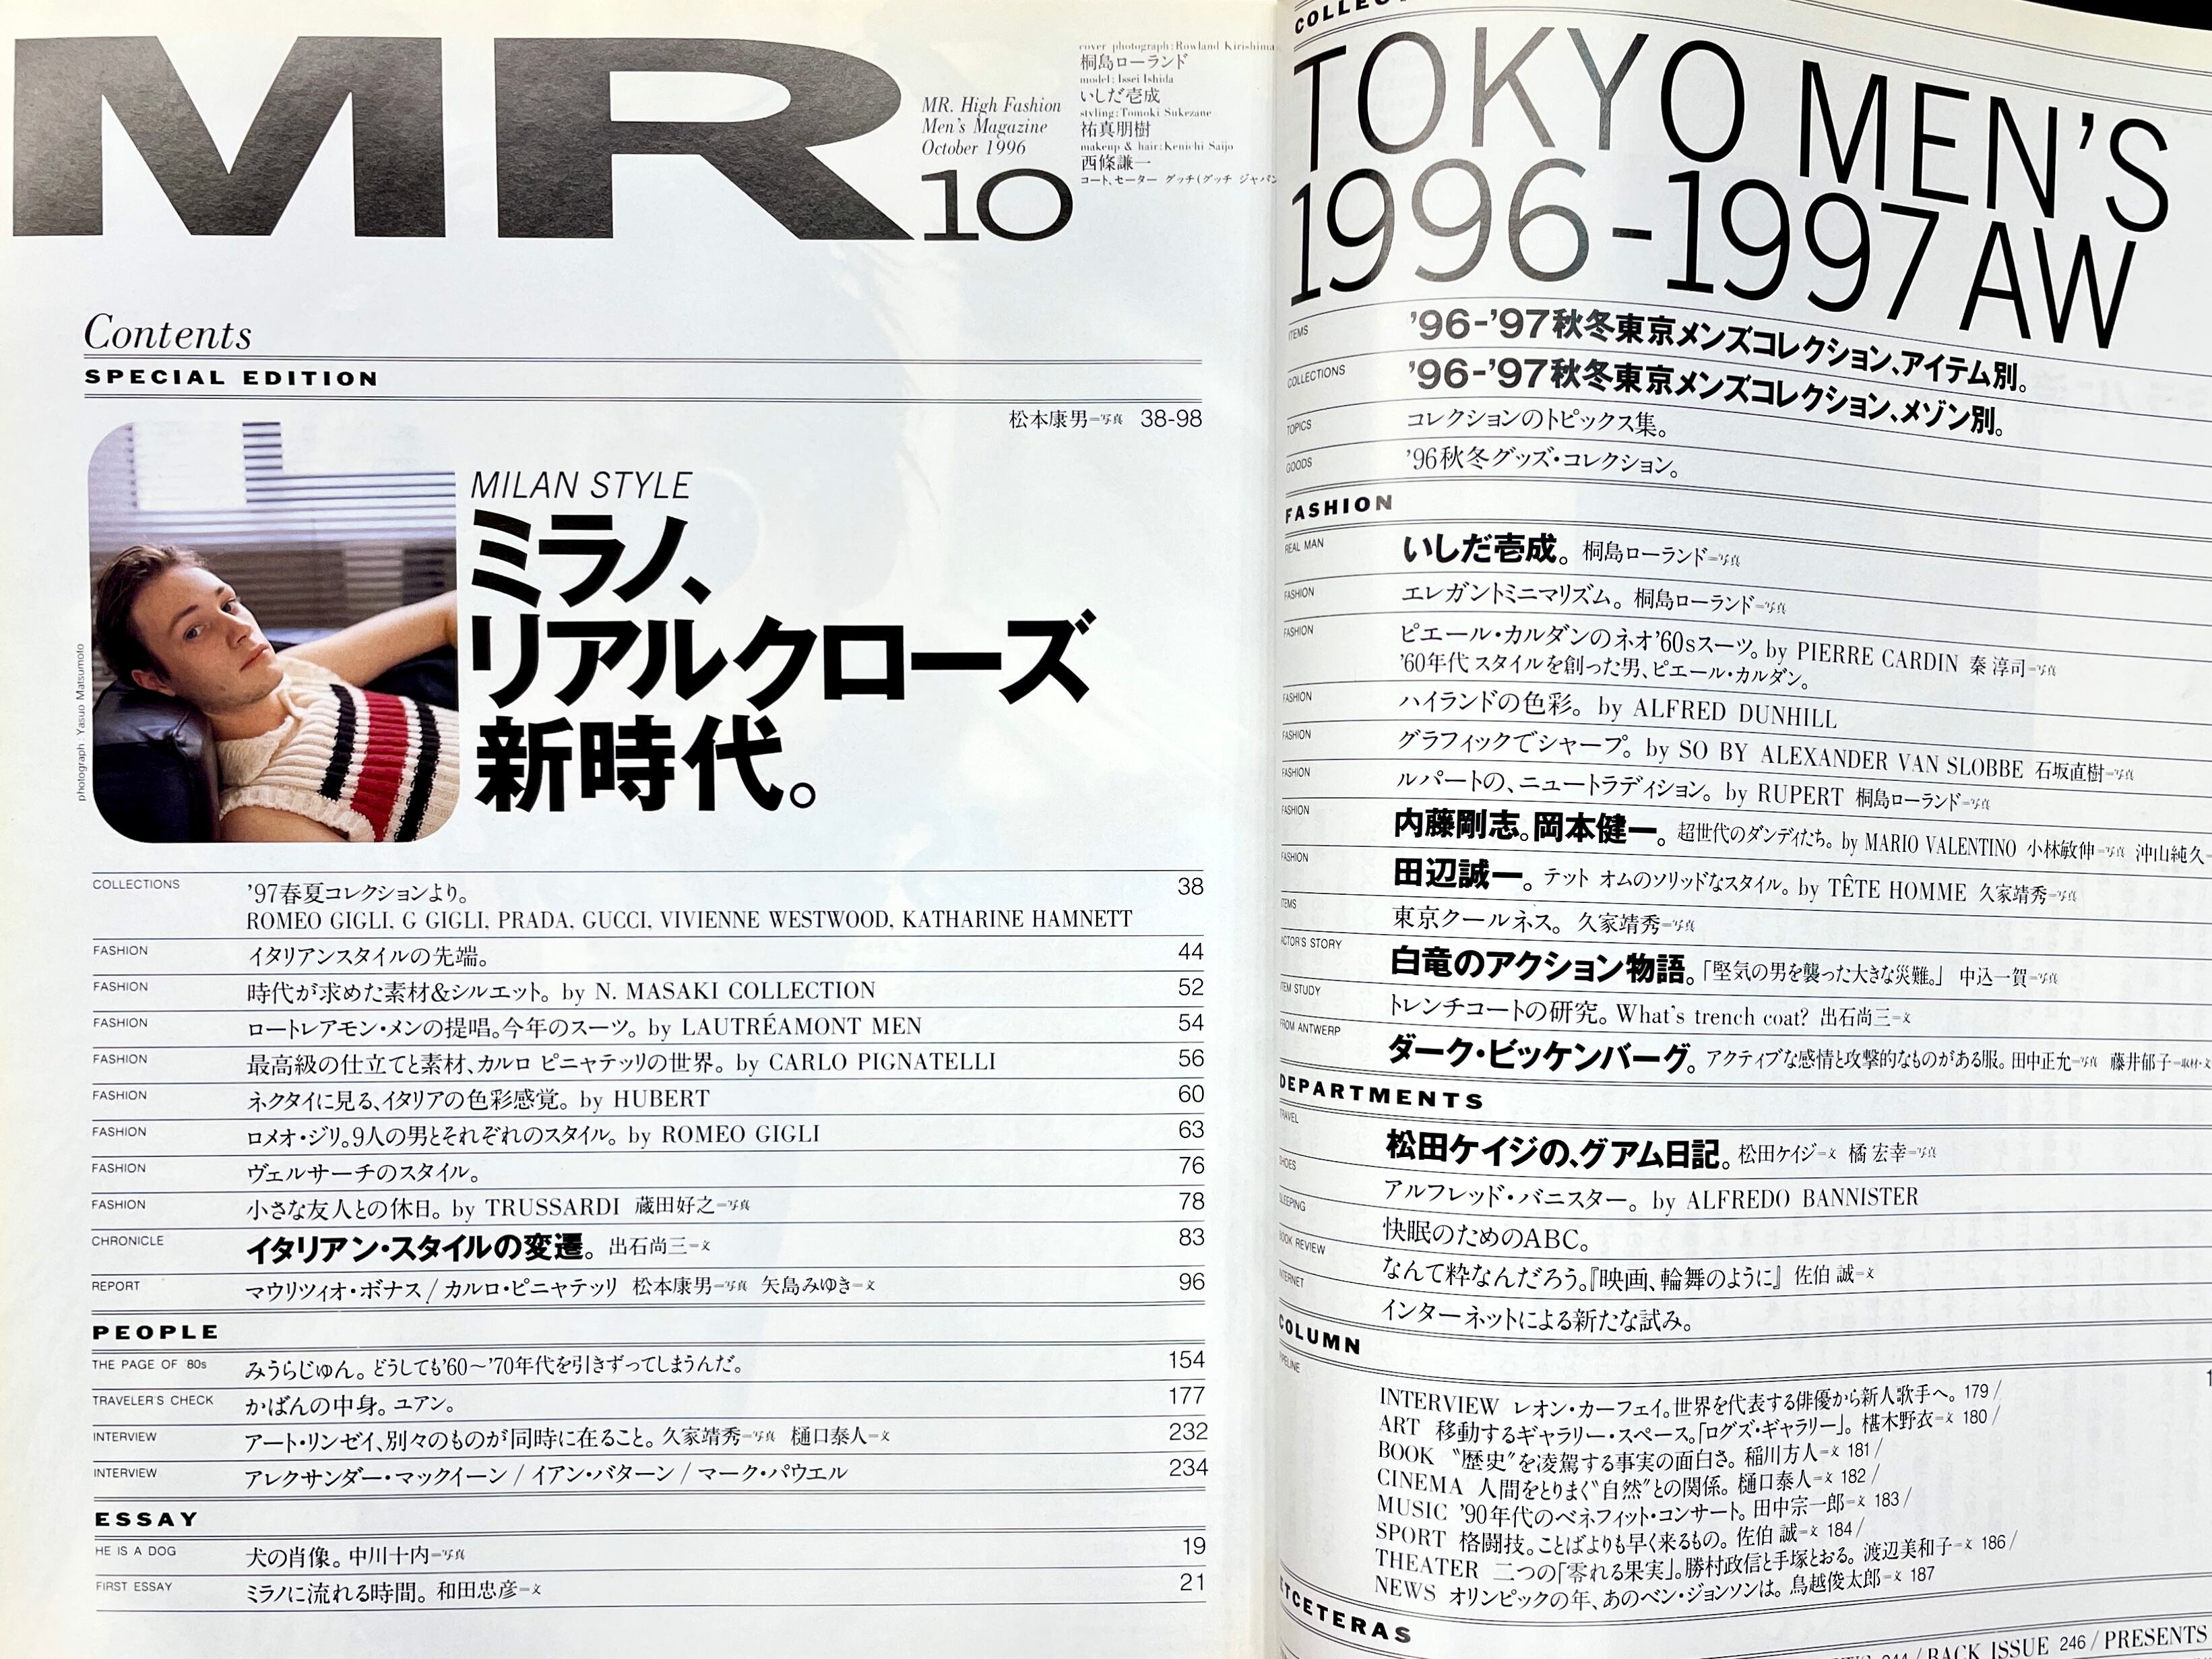 MR
MR. High Fashion
Men's Magazine
October 1996
10
cover photograph:Rowland Kirishima
桐島ローランド
model:Issei Ishida
いしだ壱成
styling:Tomoki Sukezane
祐真朋樹
makeup & hair:Kenichi Saijo
西條謙一
コート、セーター グッチ(グッチ ジャパン
Contents
SPECIAL EDITION
松本康男=写真 38-98
photograph:Yasuo Matsumoto
MILAN STYLE
ミラノ、
リアルクローズ
新時代。
COLLECTIONS ’97春夏コレクションより。 38
ROMEO GIGLI, G GIGLI, PRADA, GUCCI, VIVIENNE WESTWOOD, KATHARINE HAMNETT
FASHION イタリアンスタイルの先端。 44
FASHION 時代が求めた素材&シルエット。by N. MASAKI COLLECTION 52
FASHION ロートレアモン・メンの提唱。今年のスーツ。by LAUTRÉAMONT MEN 54
FASHION 最高級の仕立てと素材、カルロ ピニャテッリの世界。by CARLO PIGNATELLI 56
FASHION ネクタイに見る、イタリアの色彩感覚。by HUBERT 60
FASHION ロメオ・ジリ。9人の男とそれぞれのスタイル。by ROMEO GIGLI 63
FASHION ヴェルサーチのスタイル。 76
FASHION 小さな友人との休日。by TRUSSARDI 蔵田好之=写真 78
CHRONICLE イタリアン・スタイルの変遷。 出石尚三=文 83
REPORT マウリツィオ・ボナス / カルロ・ピニャテッリ 松本康男=写真 矢島みゆき=文 96
PEOPLE
THE PAGE OF '80s みうらじゅん。どうしても’60〜’70年代を引きずってしまうんだ。 154
TRAVELER'S CHECK かばんの中身。ユアン。 177
INTERVIEW アート・リンゼイ、別々のものが同時に在ること。久家靖秀=写真 樋口泰人=文 232
INTERVIEW アレクサンダー・マックイーン / イアン・バターン / マーク・パウエル 234
ESSAY
HE IS A DOG 犬の肖像。中川十内=写真 19
FIRST ESSAY ミラノに流れる時間。 和田忠彦=文 21
TOKYO MEN'S
1996-1997 AW
ITEMS ’96-’97秋冬東京メンズコレクション、アイテム別。
COLLECTIONS ’96-’97秋冬東京メンズコレクション、メゾン別。
TOPICS コレクションのトピックス集。
GOODS ’96秋冬グッズ・コレクション。
FASHION
REAL MAN いしだ壱成。 桐島ローランド=写真
FASHION エレガントミニマリズム。 桐島ローランド=写真
FASHION ピエール・カルダンのネオ’60sスーツ。by PIERRE CARDIN 秦 淳司=写真
’60年代 スタイルを創った男、ピエール・カルダン。
FASHION ハイランドの色彩。by ALFRED DUNHILL
FASHION グラフィックでシャープ。by SO BY ALEXANDER VAN SLOBBE 石坂直樹=写真
FASHION ルパートの、ニュートラディション。by RUPERT 桐島ローランド=写真
FASHION 内藤剛志。岡本健一。 超世代のダンディたち。by MARIO VALENTINO 小林敏伸=写真 沖山純久=
FASHION 田辺誠一。 テット オムのソリッドなスタイル。by TÊTE HOMME 久家靖秀=写真
ITEMS 東京クールネス。 久家靖秀=写真
ACTOR'S STORY 白竜のアクション物語。「堅気の男を襲った大きな災難。」 中込一賀=写真
ITEM STUDY トレンチコートの研究。What's trench coat? 出石尚三=文
FROM ANTWERP ダーク・ビッケンバーグ。 アクティブな感情と攻撃的なものがある服。田中正允=写真 藤井郁子=取材・文
DEPARTMENTS
TRAVEL 松田ケイジの、グアム日記。 松田ケイジ=文 橘 宏幸=写真
SHOES アルフレッド・バニスター。by ALFREDO BANNISTER
SLEEPING 快眠のためのABC。
BOOK REVIEW なんて粋なんだろう。『映画、輪舞のように』 佐伯 誠=文
INTERNET インターネットによる新たな試み。
COLUMN
PIPELINE
INTERVIEW レオン・カーフェイ。世界を代表する俳優から新人歌手へ。 179 /
ART 移動するギャラリー・スペース。「ログズ・ギャラリー」。 椹木野衣=文 180 /
BOOK 〝歴史〟を凌駕する事実の面白さ。稲川方人=文 181 /
CINEMA 人間をとりまく〝自然〟との関係。樋口泰人=文 182 /
MUSIC ’90年代のベネフィット・コンサート。田中宗一郎=文 183 /
SPORT 格闘技。ことばよりも早く来るもの。佐伯 誠=文 184 /
THEATER 二つの「零れる果実」。勝村政信と手塚とおる。渡辺美和子=文 186 /
NEWS オリンピックの年、あのベン・ジョンソンは。鳥越俊太郎=文 187
ETCETERAS
244 / BACK ISSUE 246 / PRESENTS